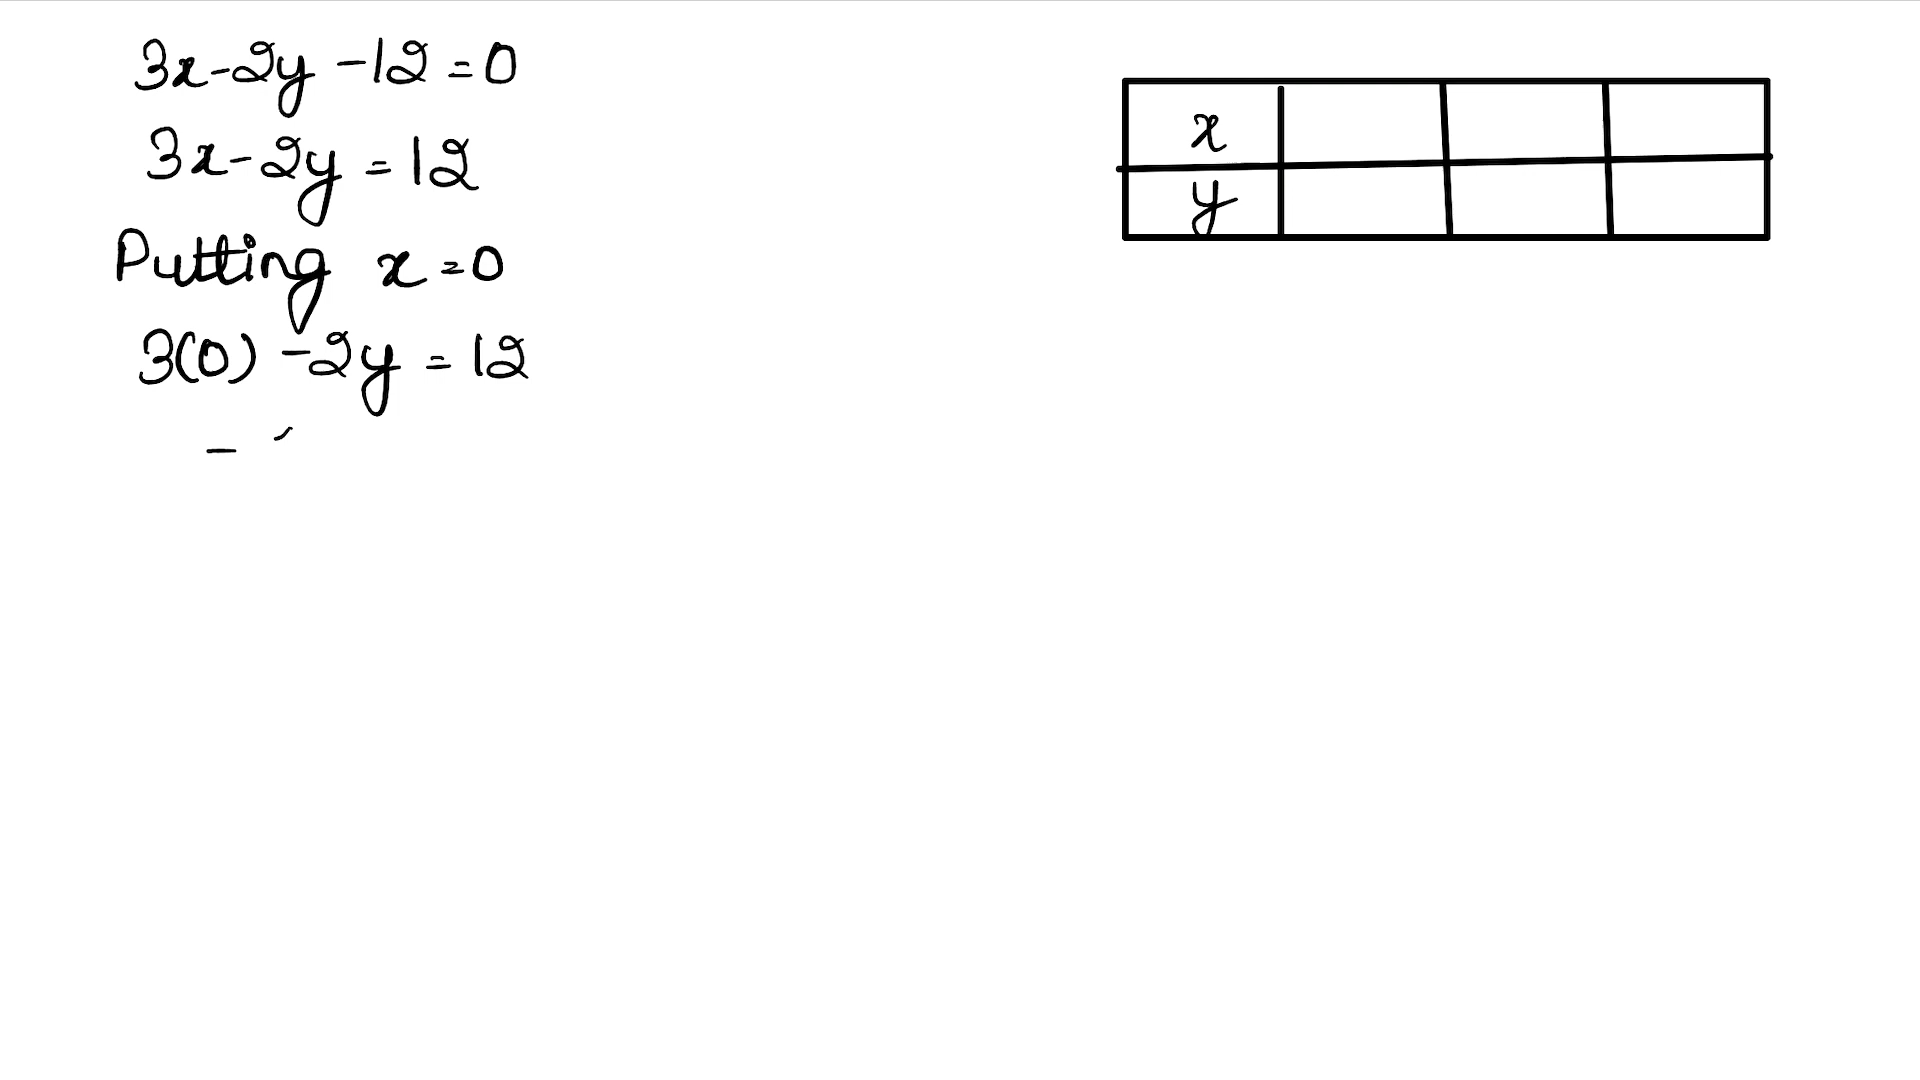 3x-2y -12 = 0
3x-2y = 12
Putting x = 0
3(0) -2y = 12
-
x
y